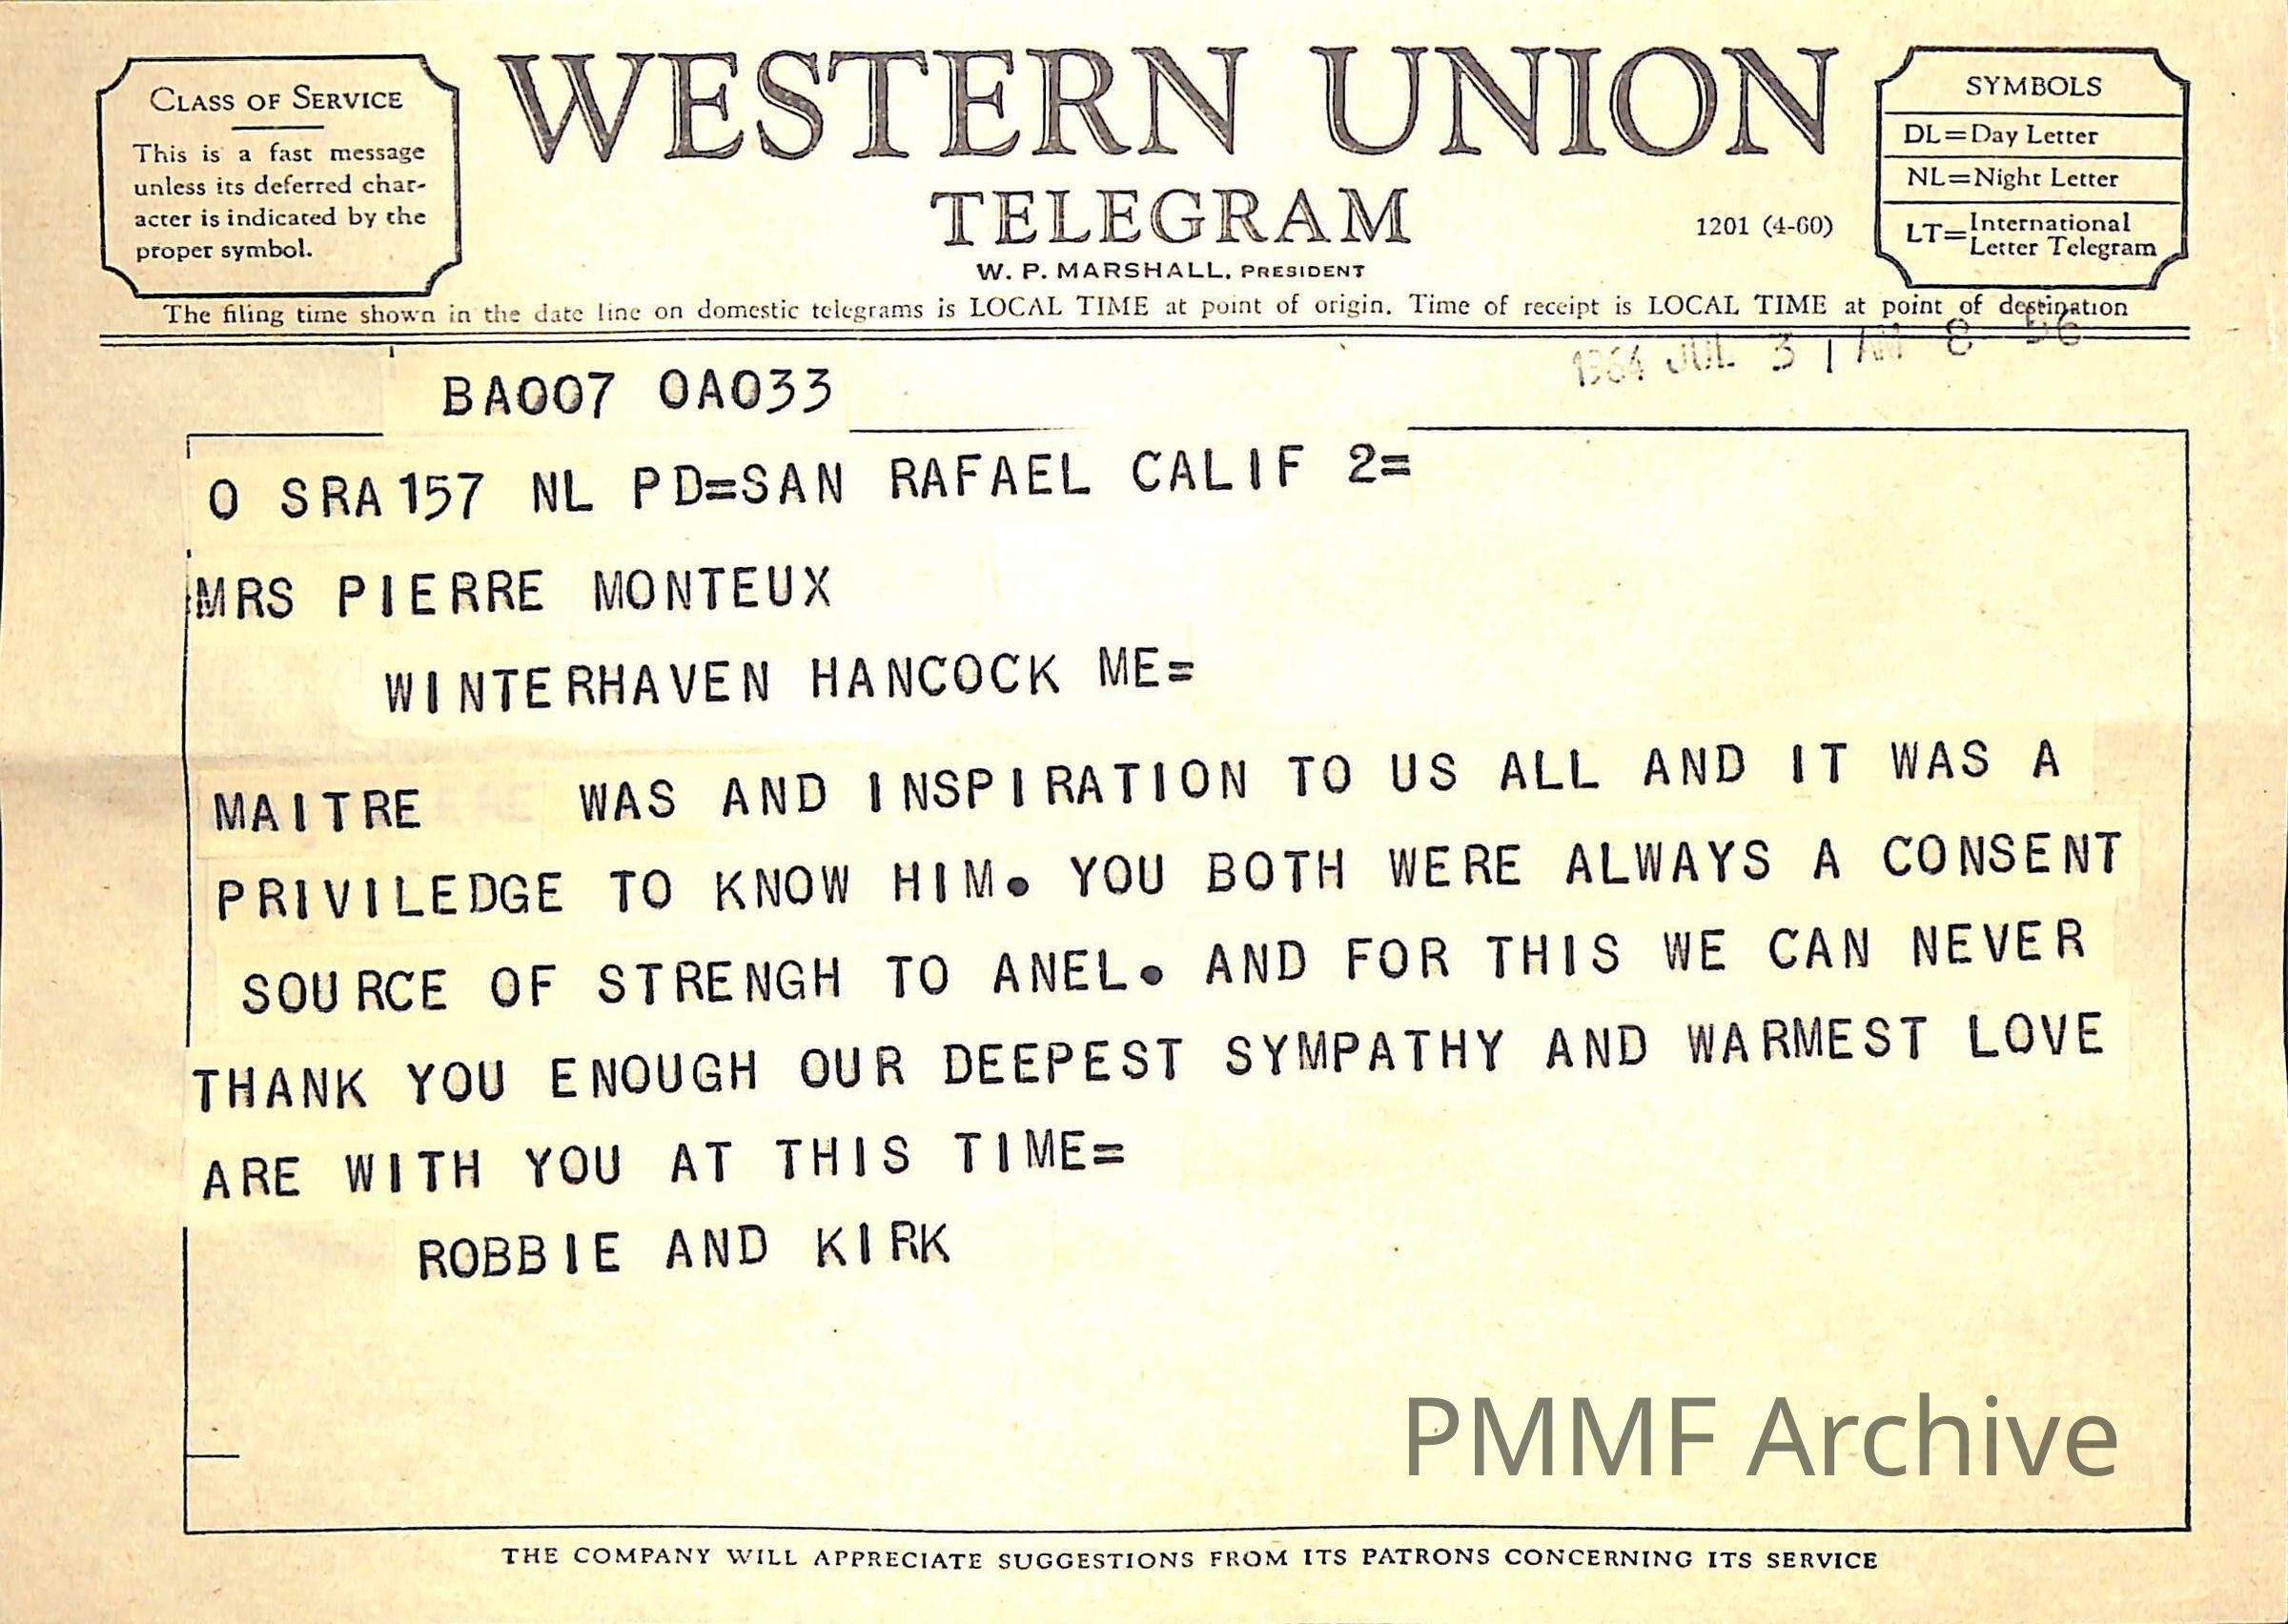 CLASS OF SERVICE
This is a fast message
unless its deferred char-
acter is indicated by the
proper symbol.
WESTERN UNION
TELEGRAM
W. P. MARSHALL, PRESIDENT
1201 (4-60)
SYMBOLS
DL=Day Letter
NL=Night Letter
LT=International
Letter Telegram
The filing time shown in the date line on domestic telegrams is LOCAL TIME at point of origin. Time of receipt is LOCAL TIME at point of destination
1964 JUL 3 AM 8 56
BA007 OA033
O SRA157 NL PD=SAN RAFAEL CALIF 2=
MRS PIERRE MONTEUX
WINTERHAVEN HANCOCK ME=
MAITRE WAS AND INSPIRATION TO US ALL AND IT WAS A
PRIVILEDGE TO KNOW HIM. YOU BOTH WERE ALWAYS A CONSENT
SOURCE OF STRENGH TO ANEL. AND FOR THIS WE CAN NEVER
THANK YOU ENOUGH OUR DEEPEST SYMPATHY AND WARMEST LOVE
ARE WITH YOU AT THIS TIME=
ROBBIE AND KIRK
PMMF Archive
THE COMPANY WILL APPRECIATE SUGGESTIONS FROM ITS PATRONS CONCERNING ITS SERVICE